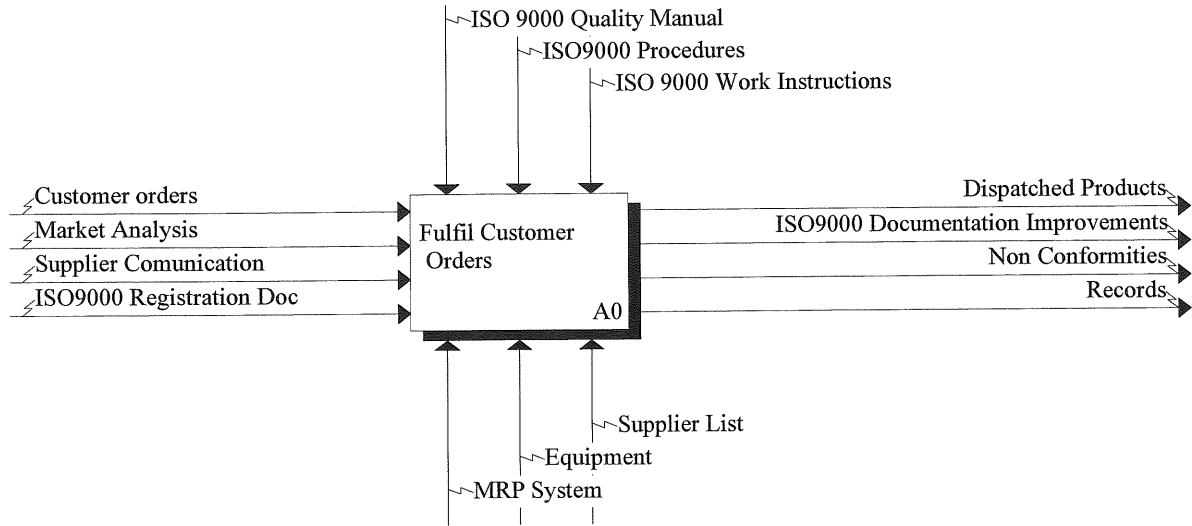 ISO 9000 Quality Manual
ISO9000 Procedures
ISO 9000 Work Instructions
Customer orders
Market Analysis
Supplier Comunication
ISO9000 Registration Doc
Fulfil Customer
Orders
A0
Dispatched Products
ISO9000 Documentation Improvements
Non Conformities
Records
Supplier List
Equipment
MRP System